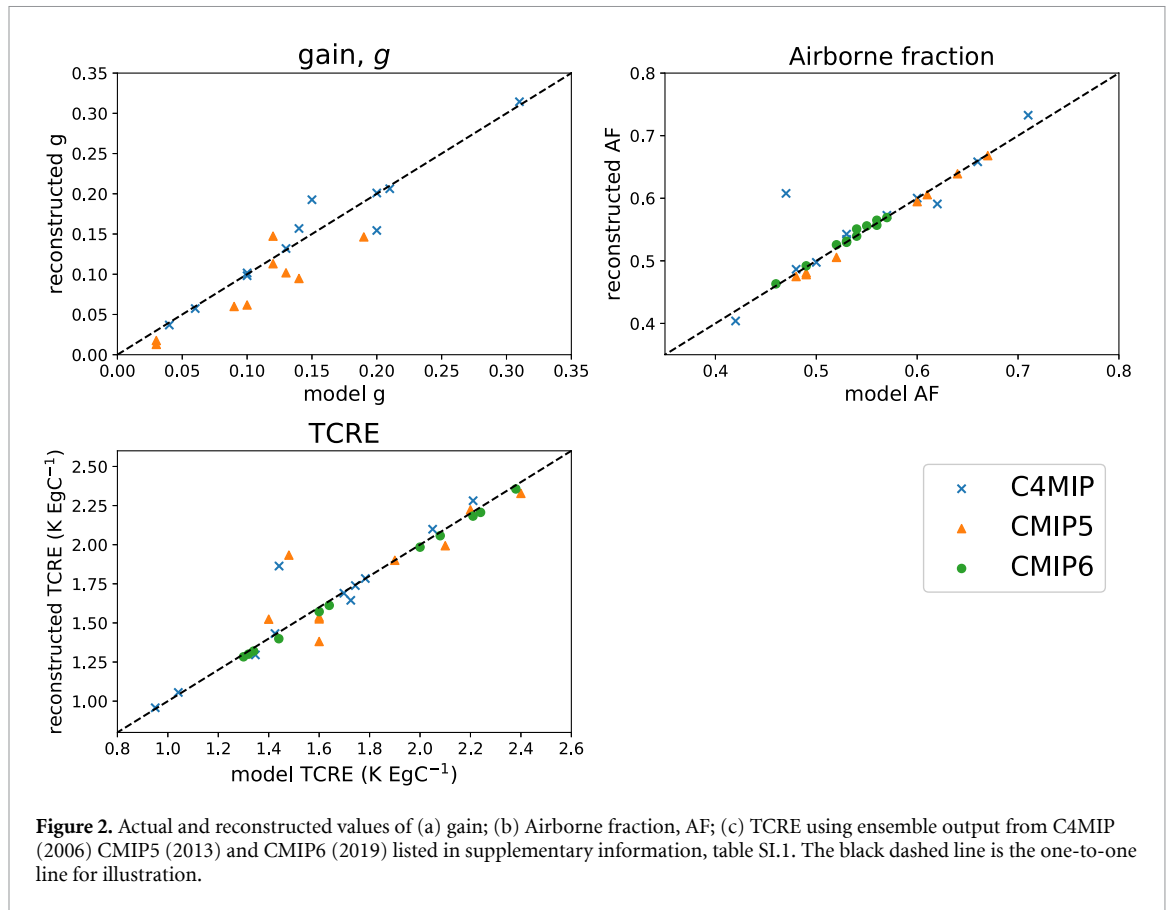 gain, g
0.35
0.30
0.25
0.20
0.15
0.10
0.05
0.00
reconstructed g
0.00 0.05 0.10 0.15 0.20 0.25 0.30 0.35
model g
Airborne fraction
0.8
0.7
0.6
0.5
0.4
reconstructed AF
0.4 0.5 0.6 0.7 0.8
model AF
TCRE
2.50
2.25
2.00
1.75
1.50
1.25
1.00
reconstructed TCRE (K EgC⁻¹)
0.8 1.0 1.2 1.4 1.6 1.8 2.0 2.2 2.4 2.6
model TCRE (K EgC⁻¹)
C4MIP
CMIP5
CMIP6
Figure 2. Actual and reconstructed values of (a) gain; (b) Airborne fraction, AF; (c) TCRE using ensemble output from C4MIP
(2006) CMIP5 (2013) and CMIP6 (2019) listed in supplementary information, table SI.1. The black dashed line is the one-to-one
line for illustration.